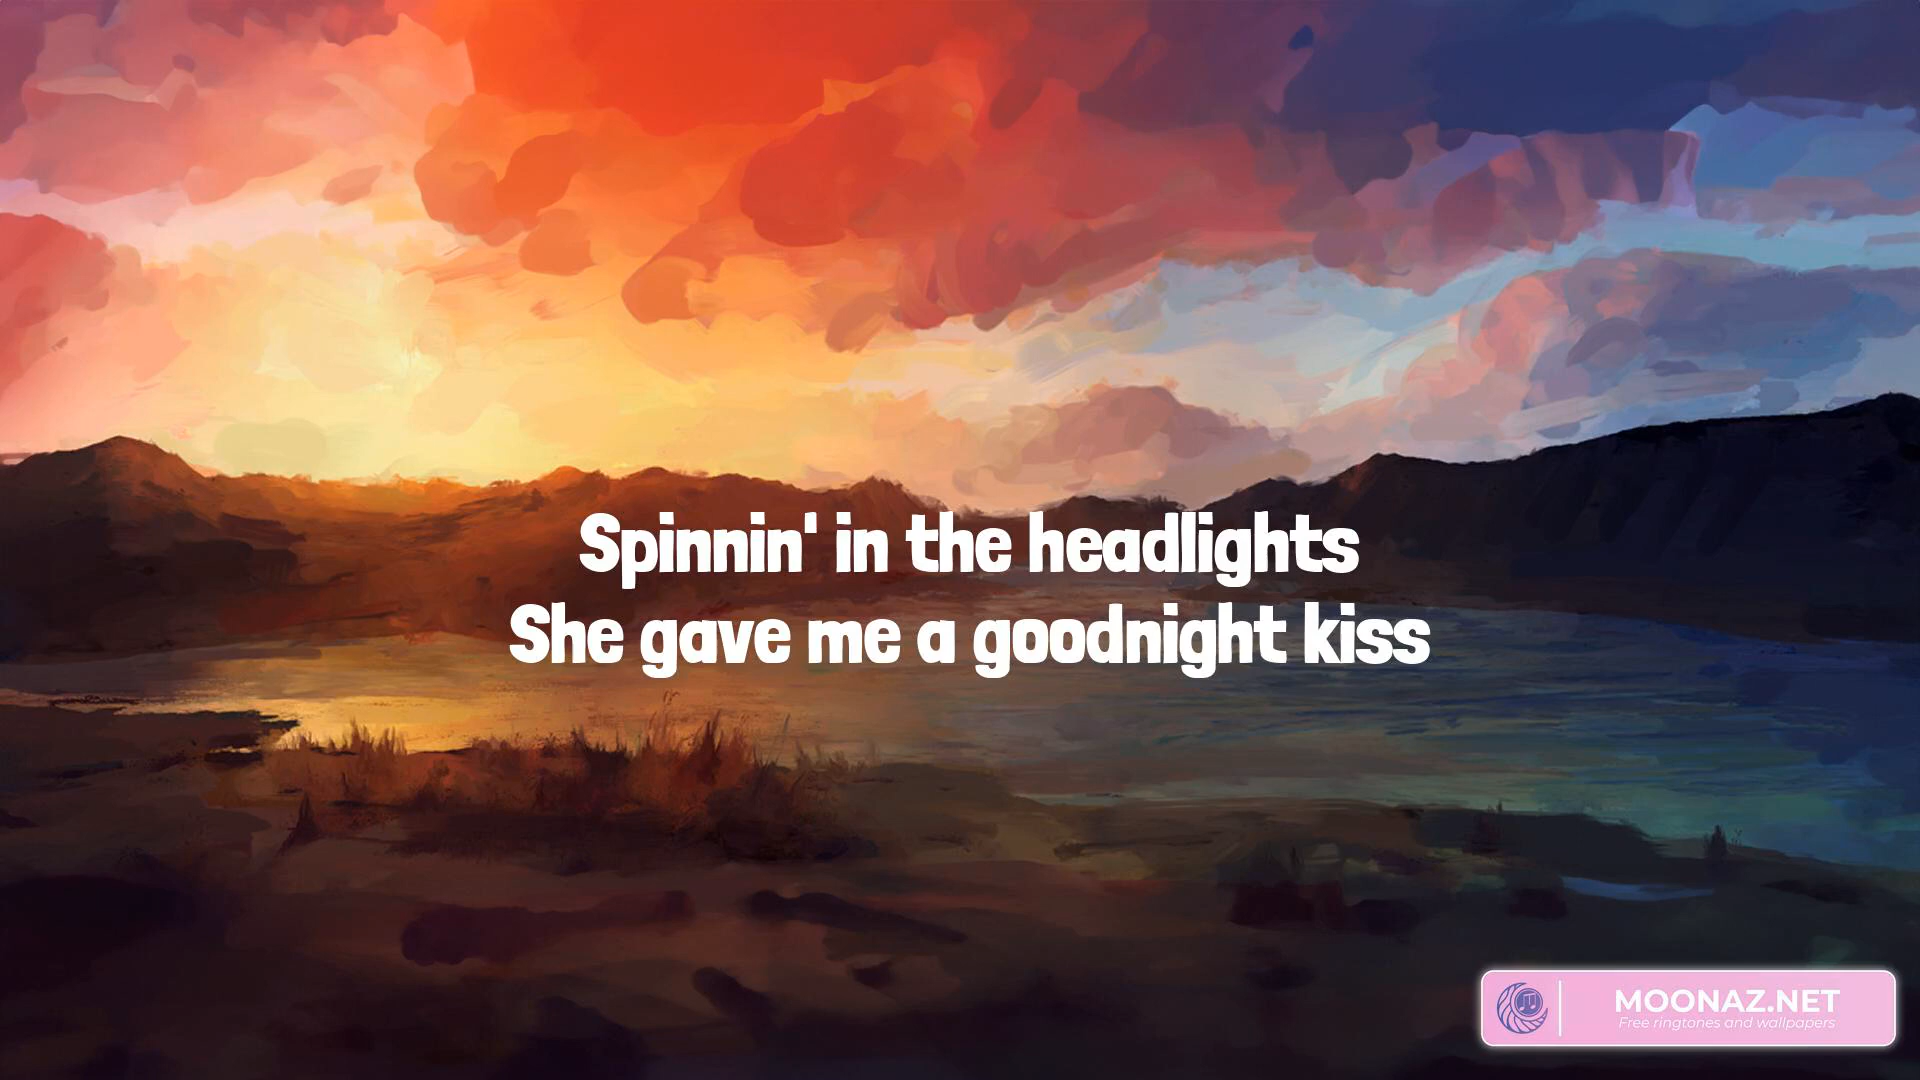 Spinnin' in the headlights
She gave me a goodnight kiss
MOONAZ.NET
Free ringtones and wallpapers